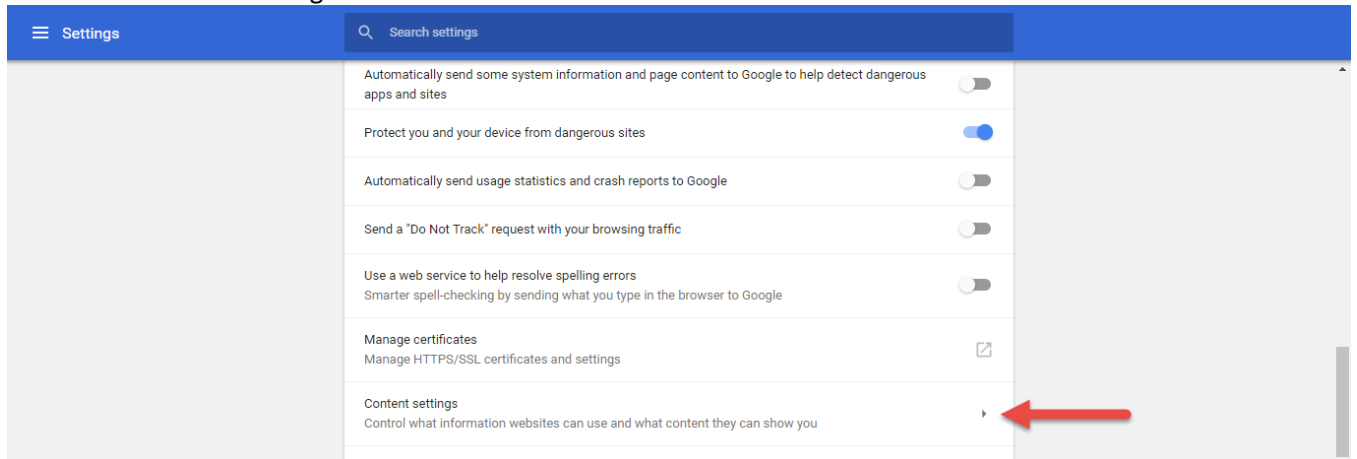 Settings
Search settings
Automatically send some system information and page content to Google to help detect dangerous
apps and sites
Protect you and your device from dangerous sites
Automatically send usage statistics and crash reports to Google
Send a "Do Not Track" request with your browsing traffic
Use a web service to help resolve spelling errors
Smarter spell-checking by sending what you type in the browser to Google
Manage certificates
Manage HTTPS/SSL certificates and settings
Content settings
Control what information websites can use and what content they can show you